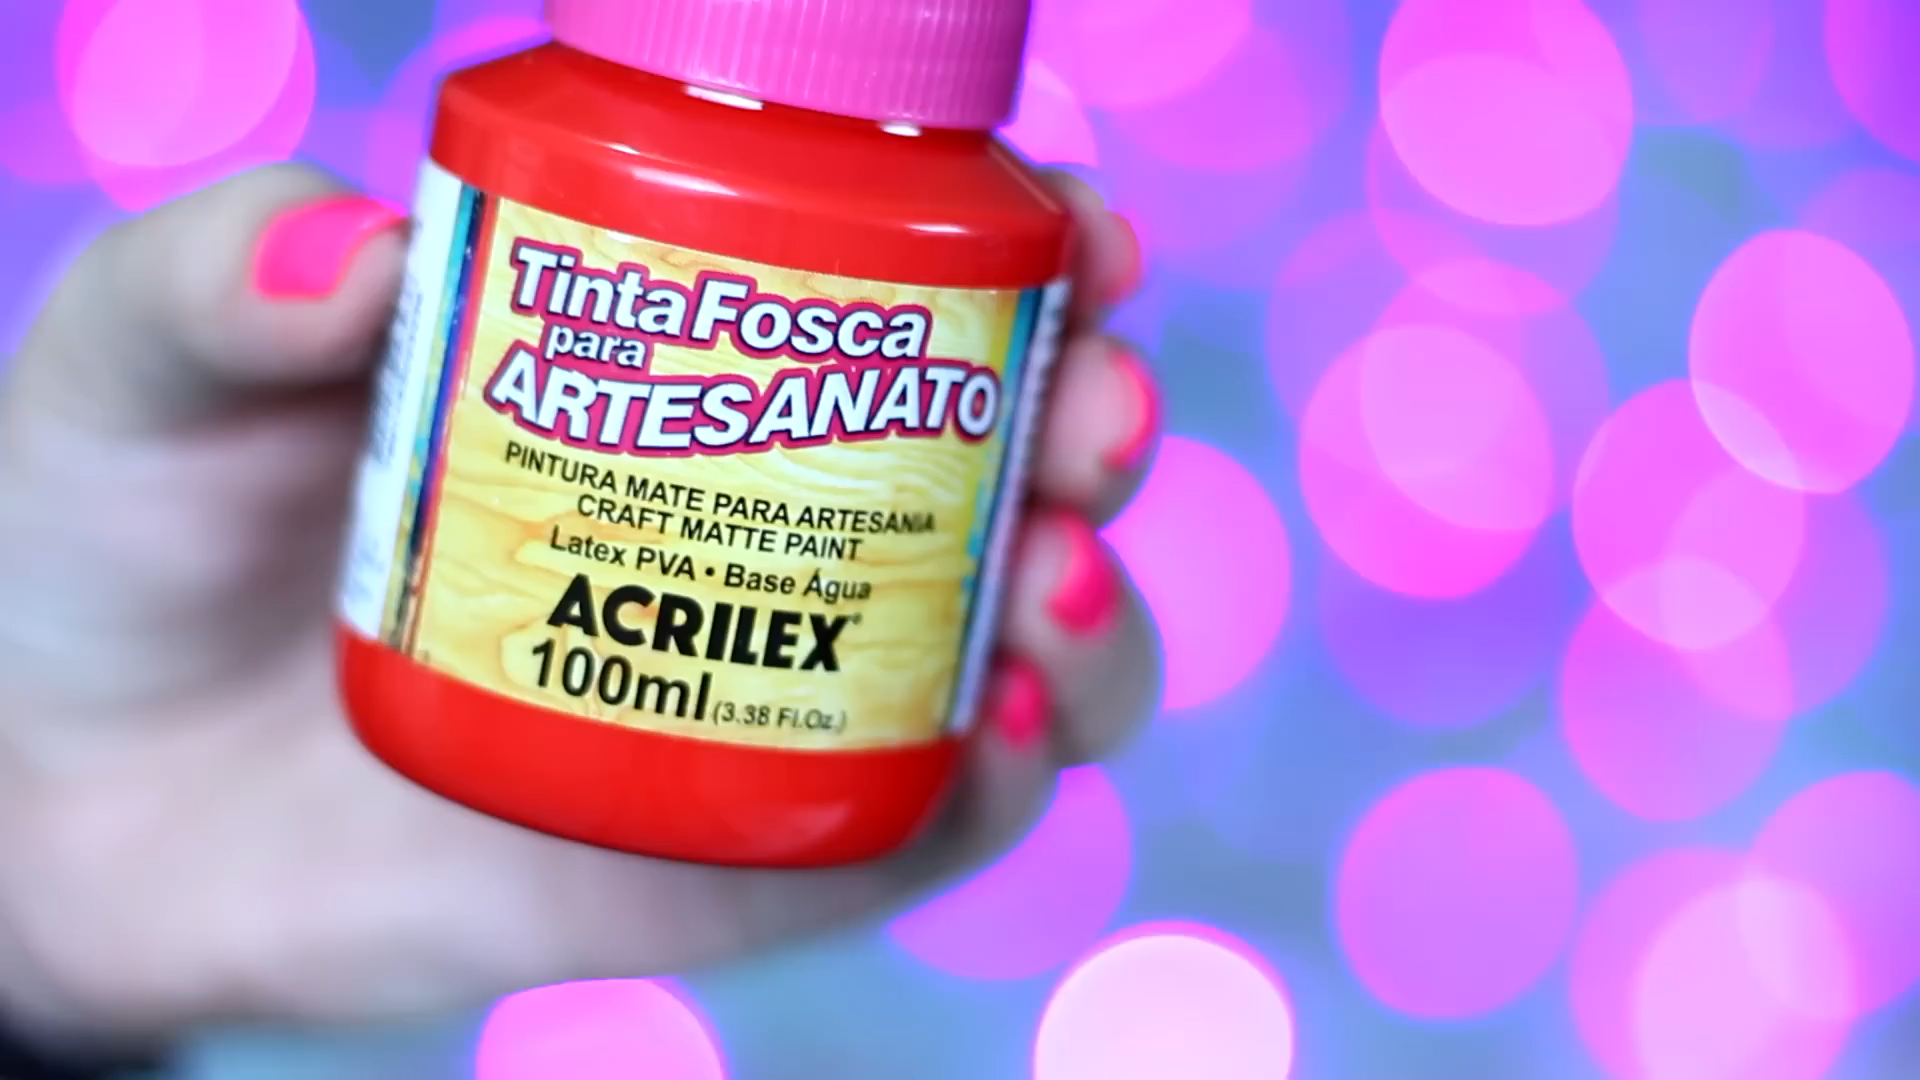 Tinta Fosca
para
ARTESANATO
PINTURA MATE PARA ARTESANIA
CRAFT MATTE PAINT
Latex PVA • Base Água
ACRILEX®
100ml (3.38 Fl.Oz.)